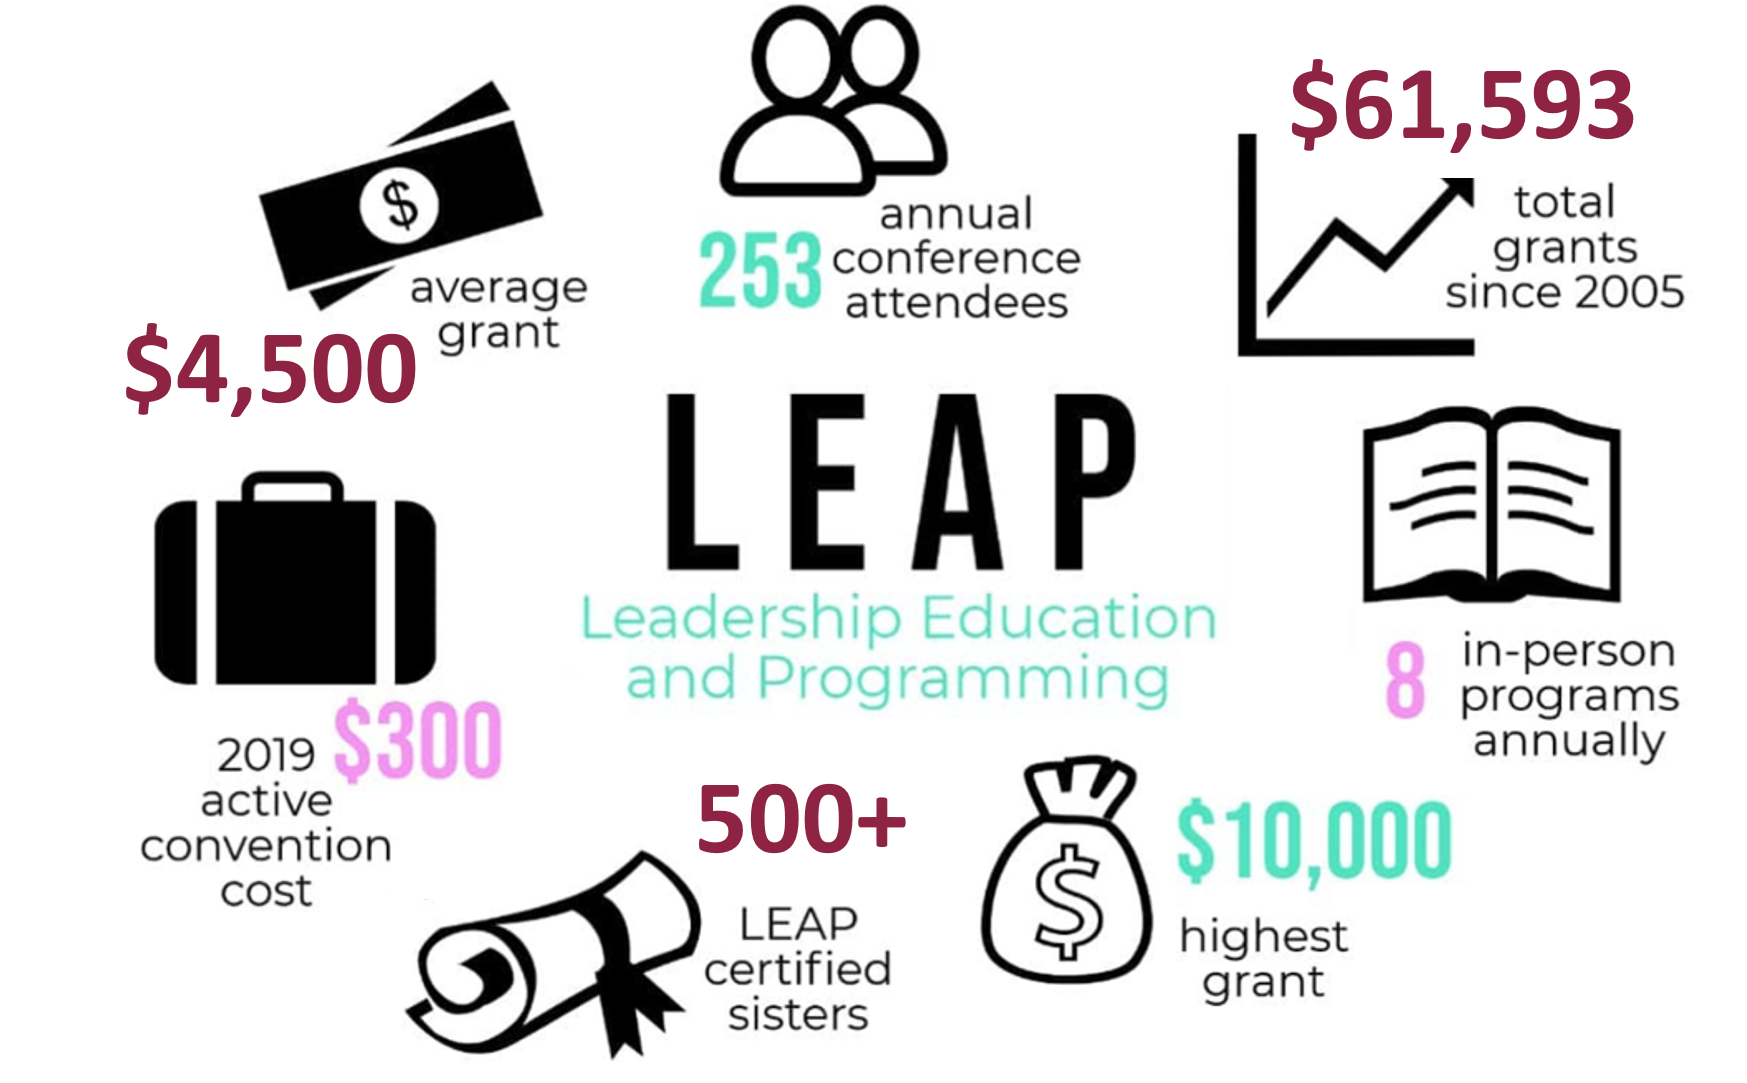 $
average
grant
$4,500
annual
253 conference
attendees
$61,593
total
grants
since 2005
LEAP
Leadership Education
and Programming
2019 $300
active
convention
cost
8 in-person
programs
annually
500+
LEAP
certified
sisters
$
$10,000
highest
grant